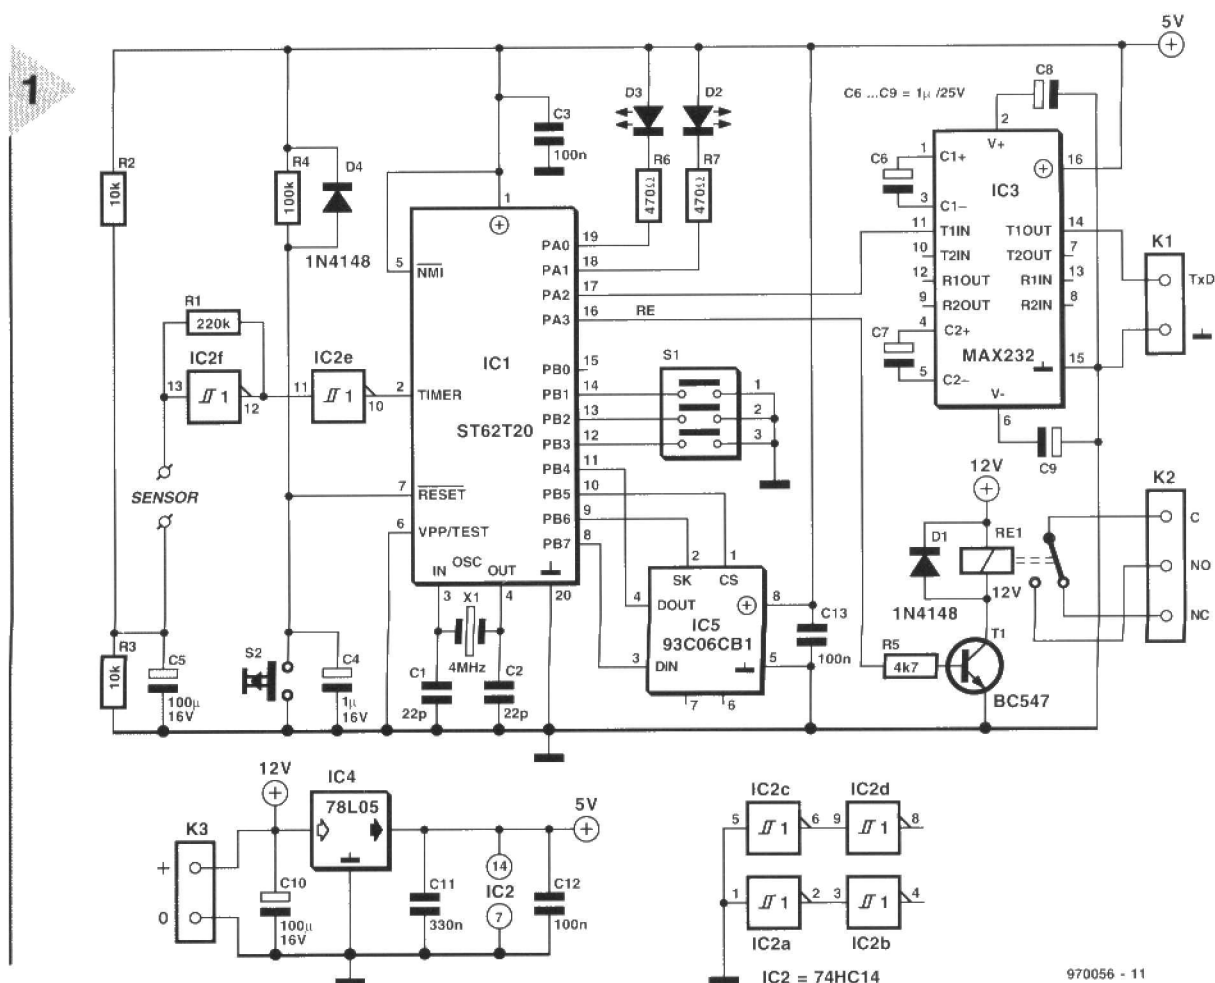 1
5V
C6 ...C9 = 1µ /25V
C8
D3
D2
C3
100n
R2
10k
R4
100k
D4
1N4148
R6
470Ω
R7
470Ω
1
5
NMI
19
PA0
18
PA1
17
PA2
16
PA3
RE
2
V+
16
C6
1
C1+
3
C1–
IC3
11
T1IN
T1OUT
14
10
T2IN
T2OUT
7
12
R1OUT
R1IN
13
9
R2OUT
R2IN
8
4
C2+
C7
MAX232
5
C2–
15
V-
6
C9
K1
TxD
R1
220k
IC2f
13
1
12
IC2e
11
1
10
2
TIMER
IC1
ST62T20
PB0
15
PB1
14
PB2
13
PB3
12
PB4
11
PB5
10
PB6
9
PB7
8
S1
1
2
3
SENSOR
7
RESET
6
VPP/TEST
OSC
IN
OUT
3
4
20
X1
4MHz
C1
22p
C2
22p
2
1
SK
CS
4
DOUT
8
IC5
93C06CB1
3
DIN
5
7
6
C13
100n
12V
D1
1N4148
RE1
12V
K2
C
NO
NC
R5
4k7
T1
BC547
R3
10k
C5
100µ
16V
S2
C4
1µ
16V
12V
IC4
78L05
5V
K3
+
0
C10
100µ
16V
C11
330n
14
IC2
7
C12
100n
IC2c
5
1
6
IC2d
9
1
8
1
1
2
IC2a
3
1
4
IC2b
IC2 = 74HC14
970056 - 11